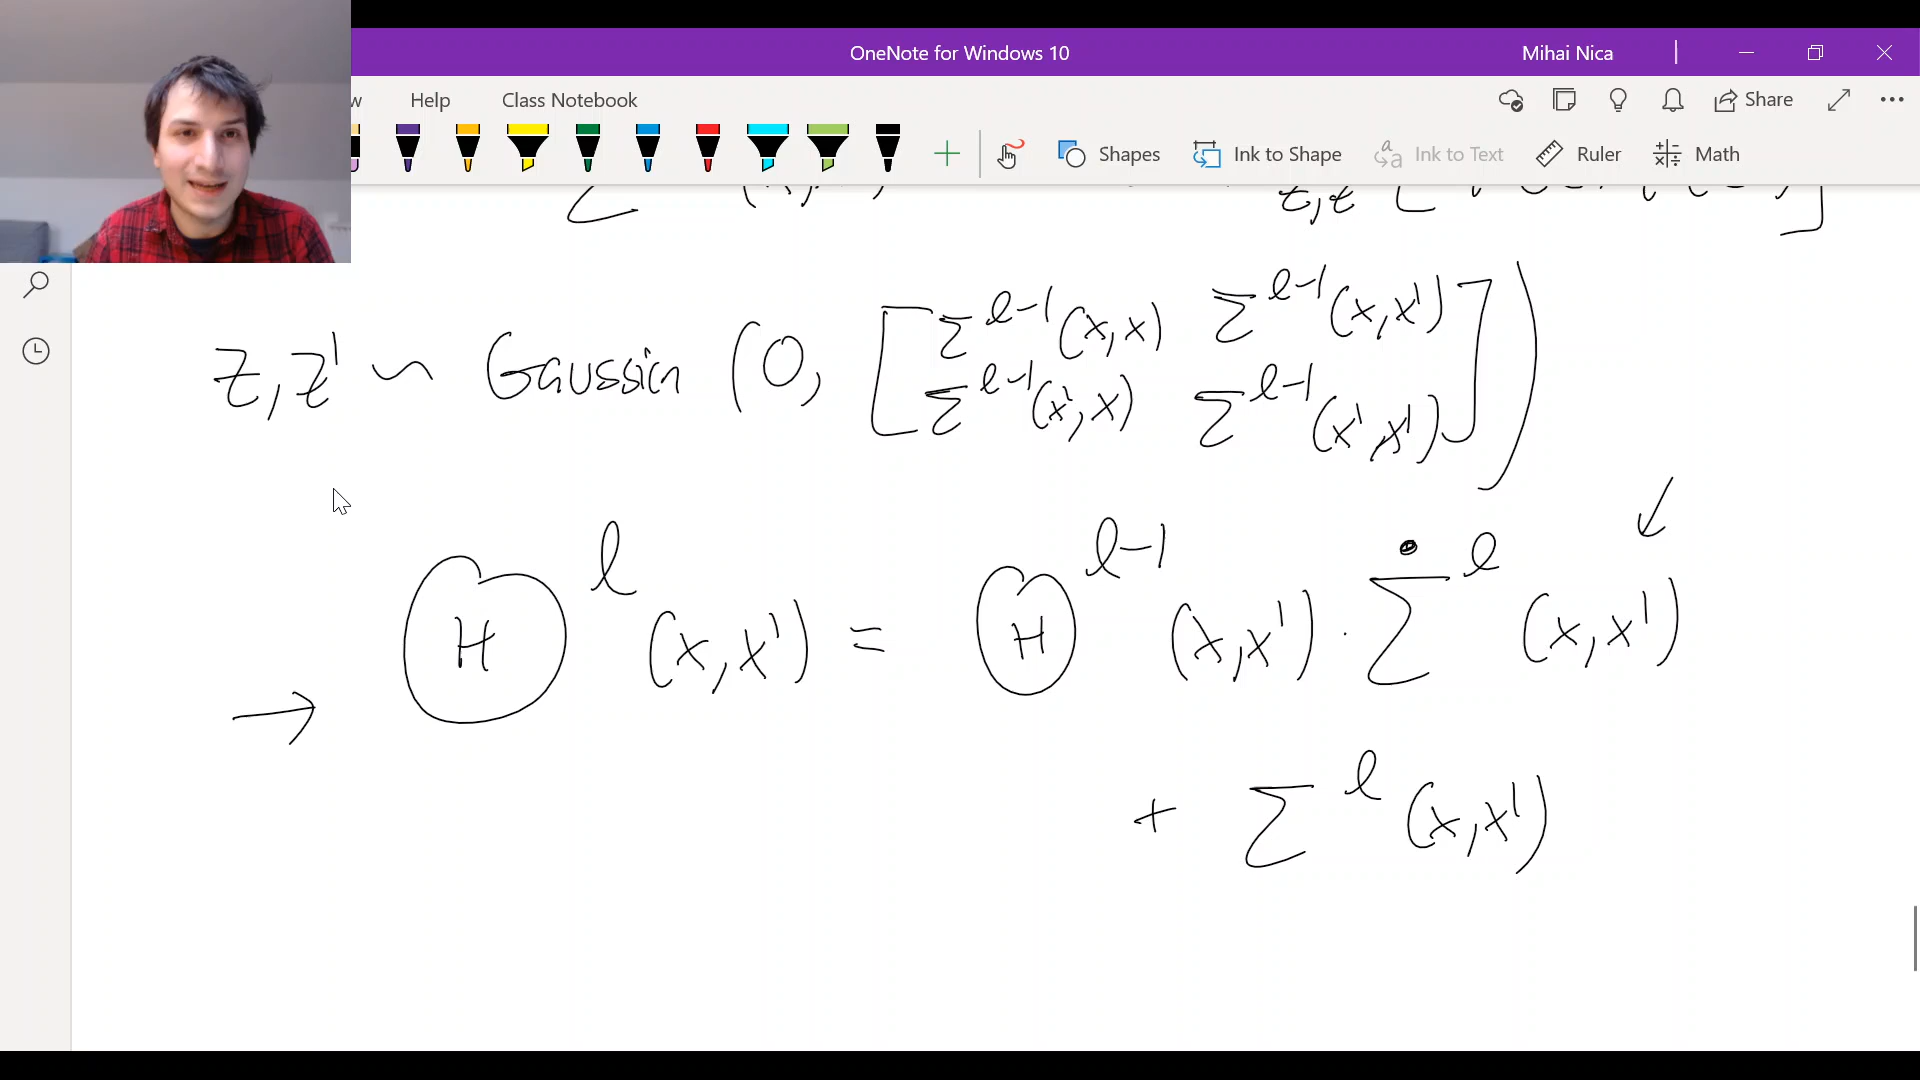 OneNote for Windows 10 Mihai Nica
Help Class Notebook Share
Shapes Ink to Shape Ink to Text Ruler Math
Σ (x, z,z' [
z,z' ~ Gaussian (0, [Σ^{l-1}(x,x) Σ^{l-1}(x,x')
Σ^{l-1}(x',x) Σ^{l-1}(x',x')])
→ Ⓗ^l (x,x') = Ⓗ^{l-1} (x,x') · Σ̇^l (x,x')
+ Σ^l (x,x')